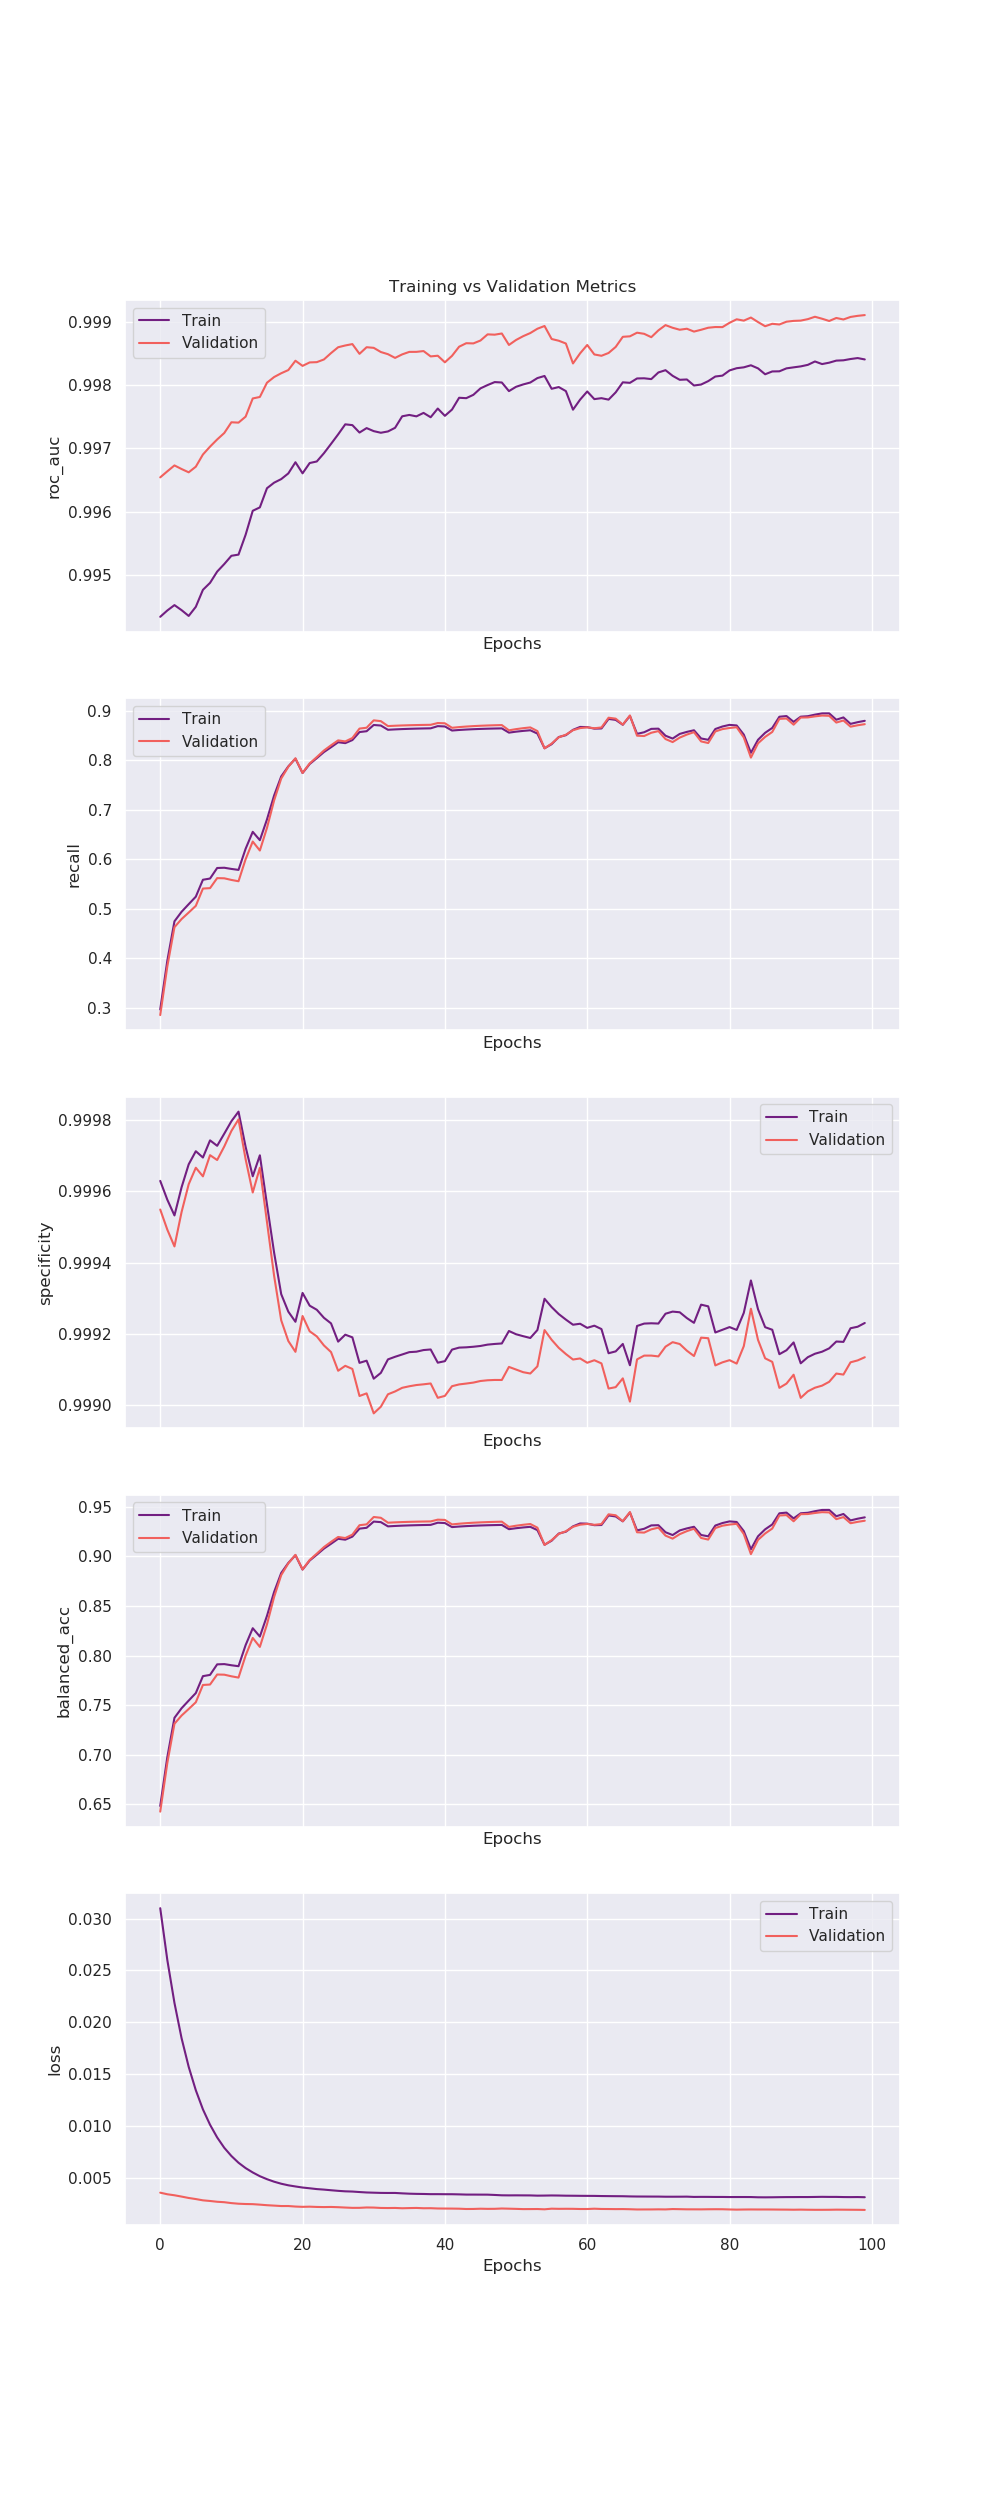 Training vs Validation Metrics
Train
Validation
0.999
0.998
0.997
0.996
0.995
roc_auc
Epochs
Train
Validation
0.9
0.8
0.7
0.6
0.5
0.4
0.3
recall
Epochs
Train
Validation
0.9998
0.9996
0.9994
0.9992
0.9990
specificity
Epochs
Train
Validation
0.95
0.90
0.85
0.80
0.75
0.70
0.65
balanced_acc
Epochs
Train
Validation
0.030
0.025
0.020
0.015
0.010
0.005
loss
0 20 40 60 80 100
Epochs